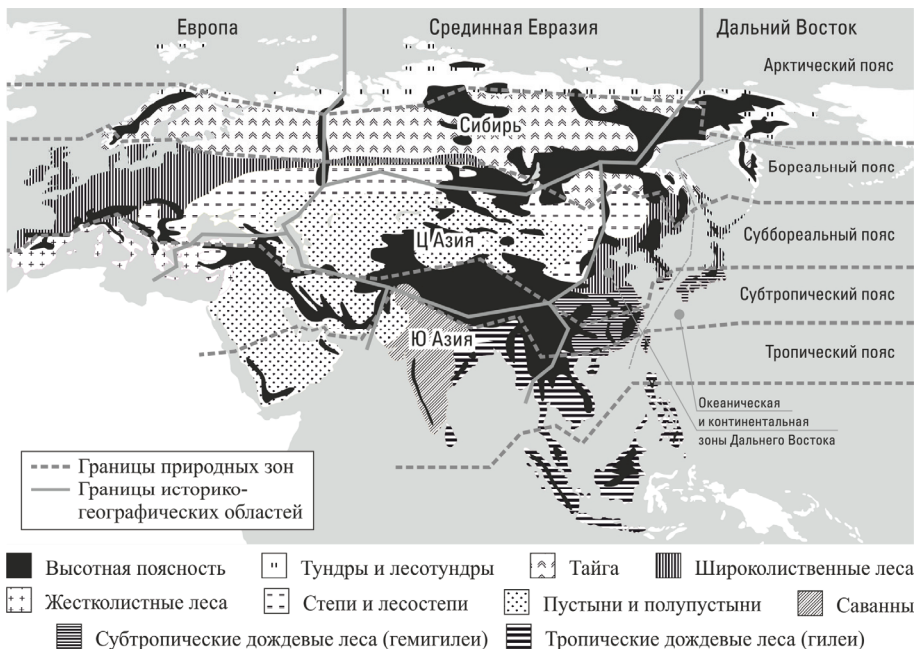 Европа
Срединная Евразия
Дальний Восток
Арктический пояс
Сибирь
Бореальный пояс
Ц Азия
Суббореальный пояс
Субтропический пояс
Ю Азия
Тропический пояс
Океаническая
и континентальная
зоны Дальнего Востока
Границы природных зон
Границы историко-
географических областей
Высотная поясность
Тундры и лесотундры
Тайга
Широколиственные леса
Жестколистные леса
Степи и лесостепи
Пустыни и полупустыни
Саванны
Субтропические дождевые леса (гемигилеи)
Тропические дождевые леса (гилеи)